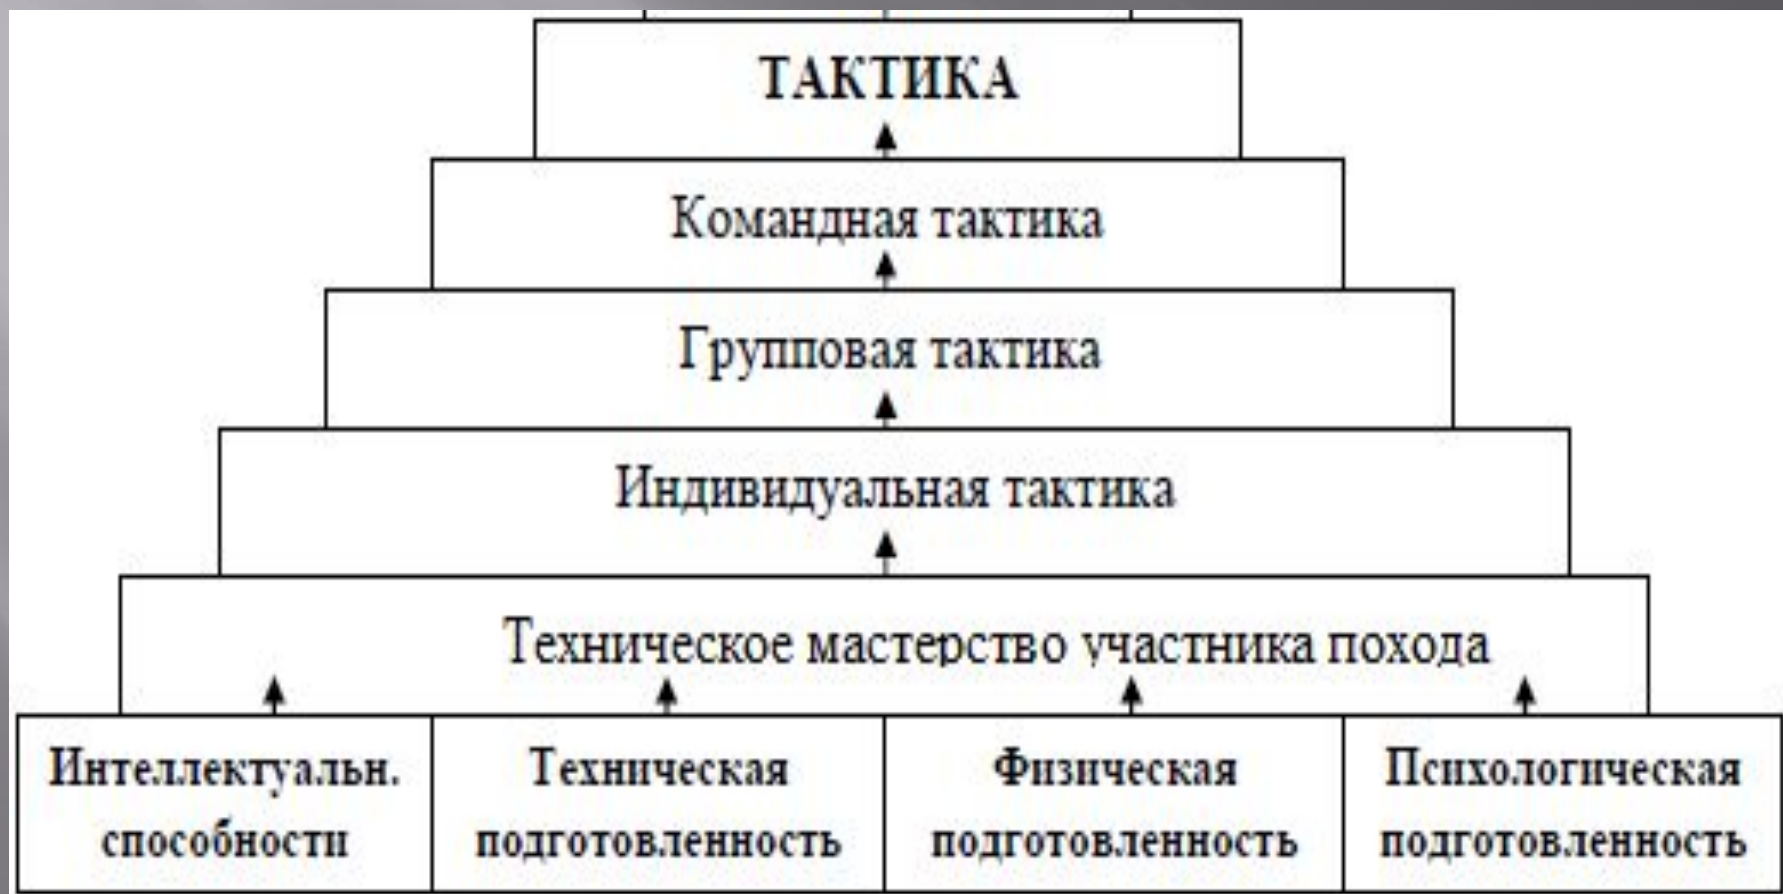 ТАКТИКА
Командная тактика
Групповая тактика
Индивидуальная тактика
Техническое мастерство участника похода
Интеллектуальн.
способности
Техническая
подготовленность
Физическая
подготовленность
Психологическая
подготовленность